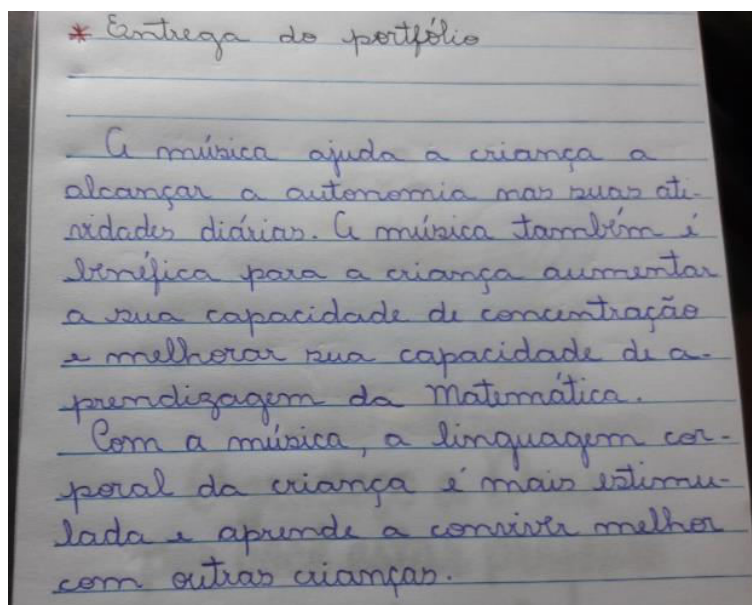 * Entrega do portfólio
A música ajuda a criança a
alcançar a autonomia nas suas ati-
vidades diárias. A música também é
benéfica para a criança aumentar
a sua capacidade de concentração
e melhorar sua capacidade de a-
prendizagem da Matemática.
Com a música, a linguagem cor-
poral da criança é mais estimu-
lada e aprende a conviver melhor
com outras crianças.